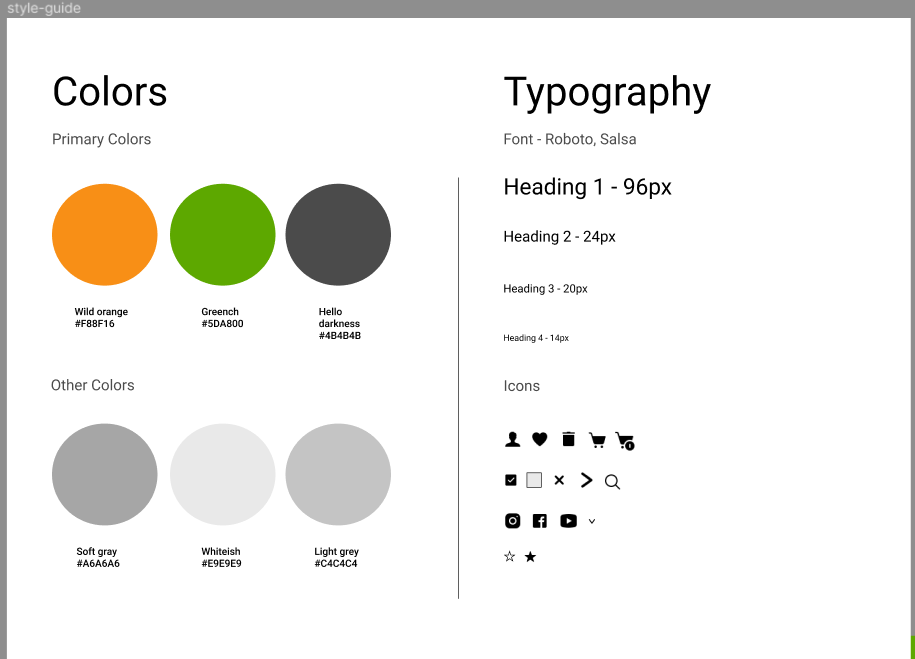 style-guide
Colors
Primary Colors
Wild orange
#F88F16
Greench
#5DA800
Hello
darkness
#4B4B4B
Other Colors
Soft gray
#A6A6A6
Whiteish
#E9E9E9
Light grey
#C4C4C4
Typography
Font - Roboto, Salsa
Heading 1 - 96px
Heading 2 - 24px
Heading 3 - 20px
Heading 4 - 14px
Icons